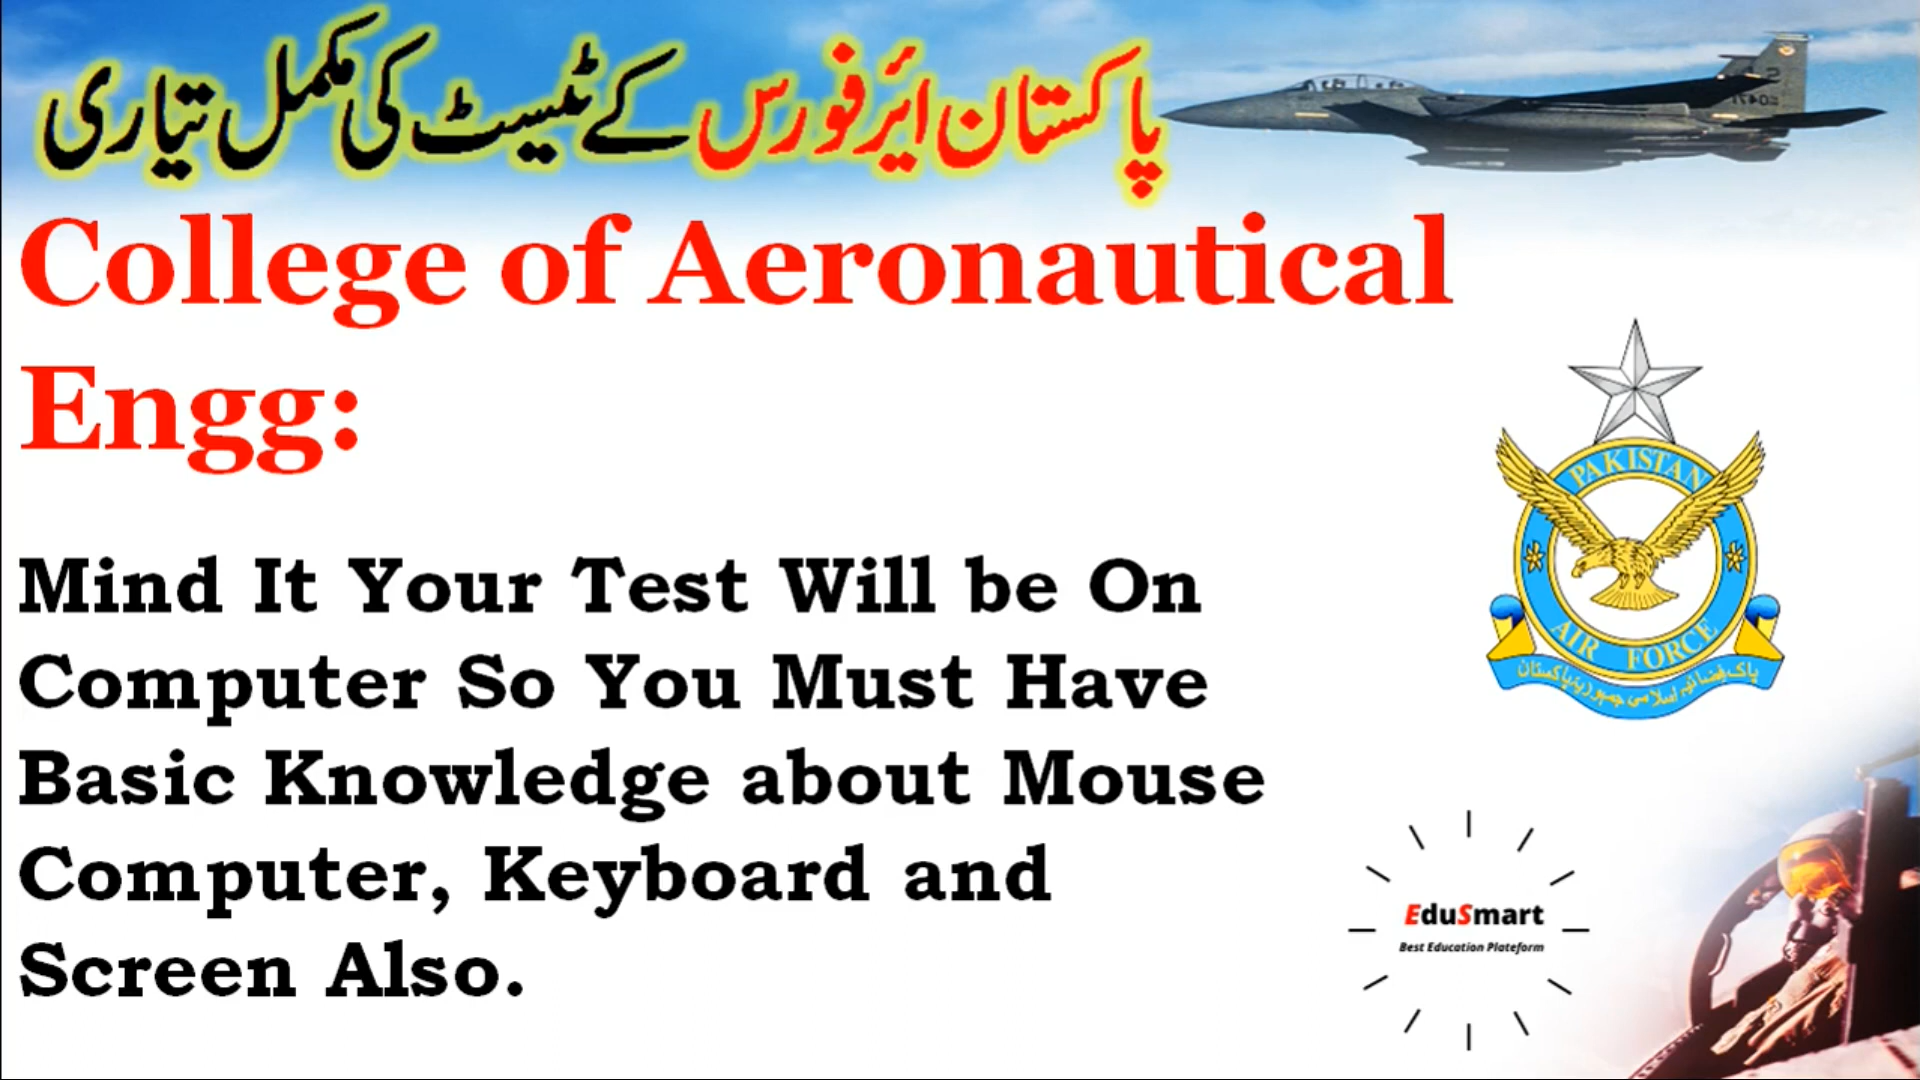 پاکستان ائرفورس کے ٹیسٹ کی مکمل تیاری
College of Aeronautical
Engg:
Mind It Your Test Will be On
Computer So You Must Have
Basic Knowledge about Mouse
Computer, Keyboard and
Screen Also.
PAKISTAN
AIR FORCE
EduSmart
Best Education Plateform